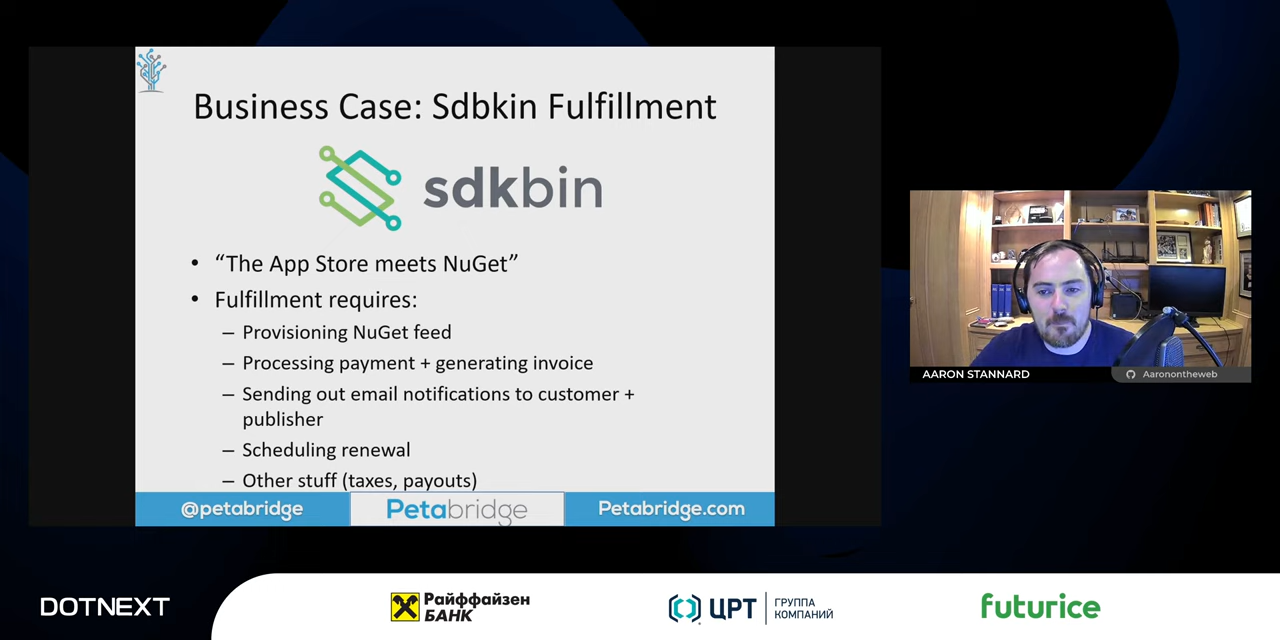 Business Case: Sdbkin Fulfillment
sdkbin
• “The App Store meets NuGet”
• Fulfillment requires:
– Provisioning NuGet feed
– Processing payment + generating invoice
– Sending out email notifications to customer +
publisher
– Scheduling renewal
– Other stuff (taxes, payouts)
@petabridge
Petabridge
Petabridge.com
AARON STANNARD
Aaronontheweb
DOTNEXT
Райффайзен
БАНК
ЦРТ
ГРУППА
КОМПАНИЙ
futurice